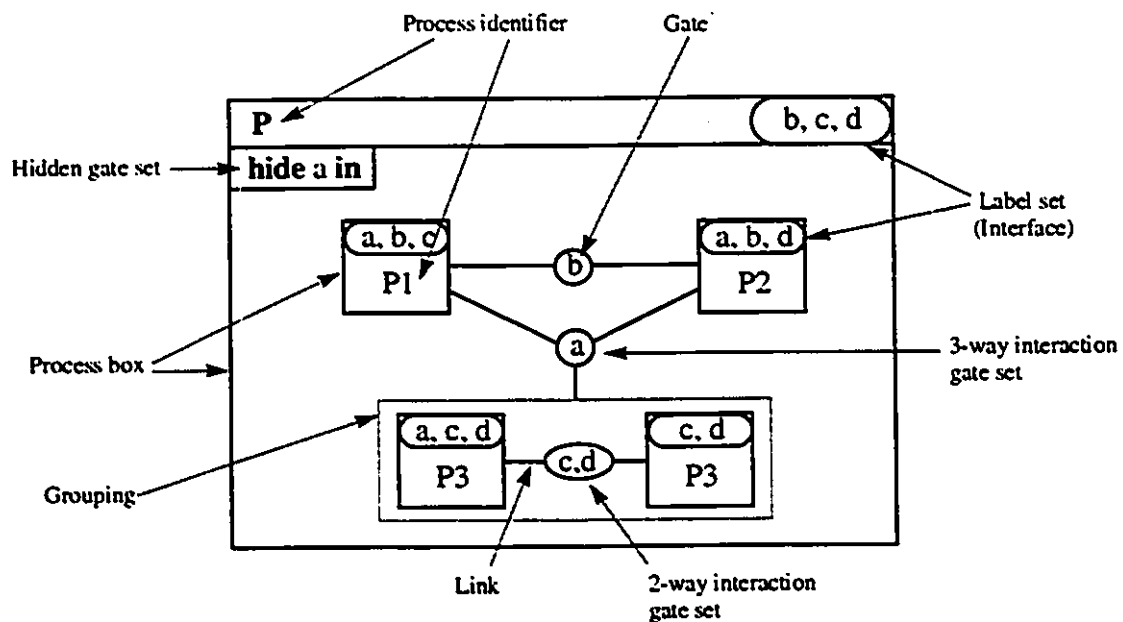 Process identifier
Gate
P
b, c, d
Hidden gate set
hide a in
Label set
(Interface)
a, b, c
a, b, d
b
P1
P2
a
3-way interaction
gate set
Process box
a, c, d
c, d
c,d
P3
P3
Grouping
Link
2-way interaction
gate set